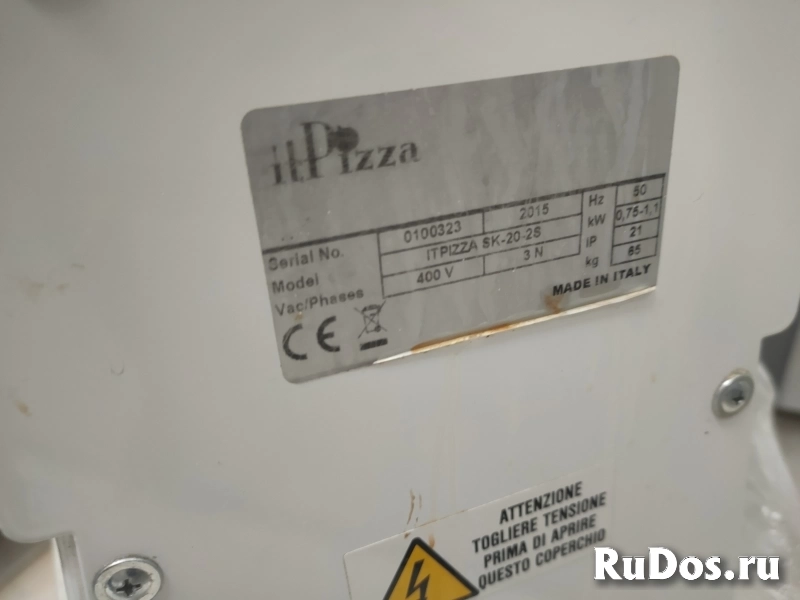 it.Pizza
Serial No. 0100323 2015 Hz 50
Model ITPIZZA SK-20-2S kW 0,75-1,1
Vac/Phases 400 V 3 N IP 21
kg 65
MADE IN ITALY
CE
ATTENZIONE
TOGLIERE TENSIONE
PRIMA DI APRIRE
QUESTO COPERCHIO
RuDos.ru